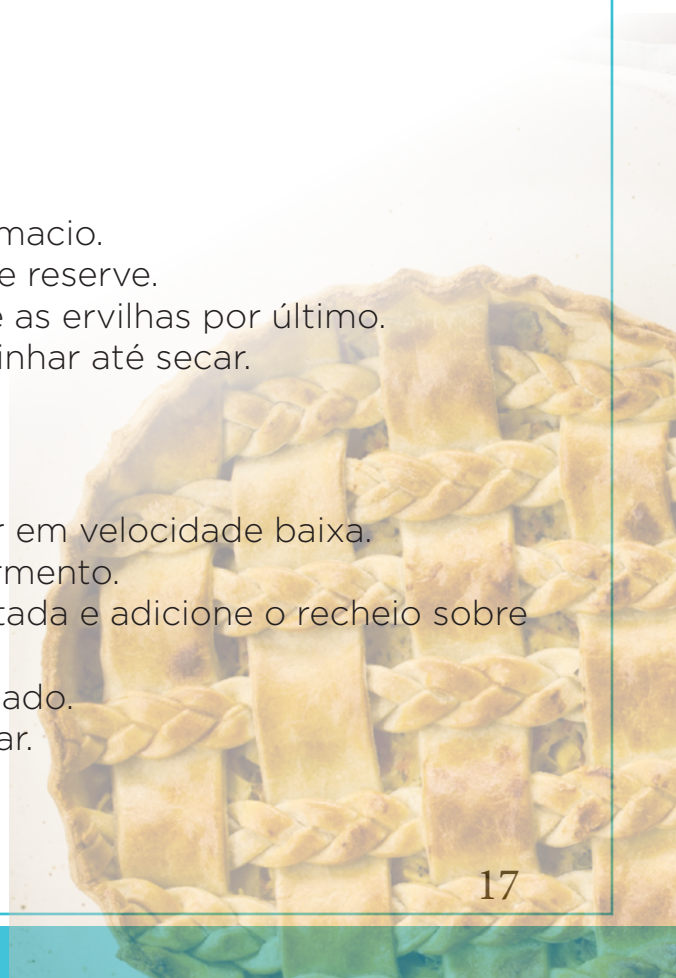 macio.
e reserve.
e as ervilhas por último.
inhar até secar.
r em velocidade baixa.
rmento.
tada e adicione o recheio sobre
ado.
ar.
17